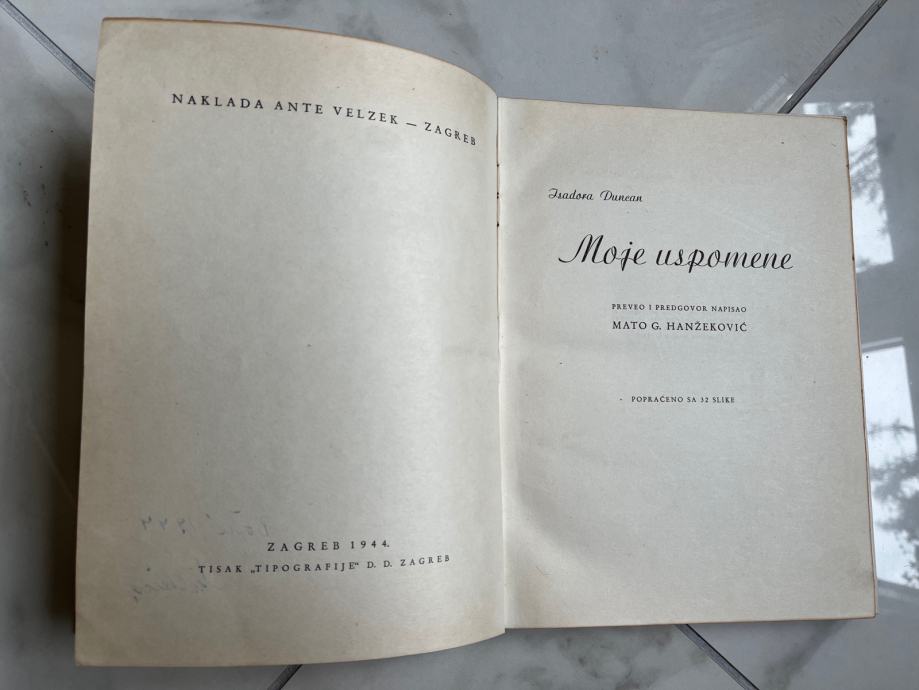 NAKLADA ANTE VELZEK — ZAGREB
ZAGREB 1944.
TISAK „TIPOGRAFIJE“ D. D. ZAGREB
Isadora Duncan
Moje uspomene
PREVEO I PREDGOVOR NAPISAO
MATO G. HANŽEKOVIĆ
POPRAĆENO SA 32 SLIKE